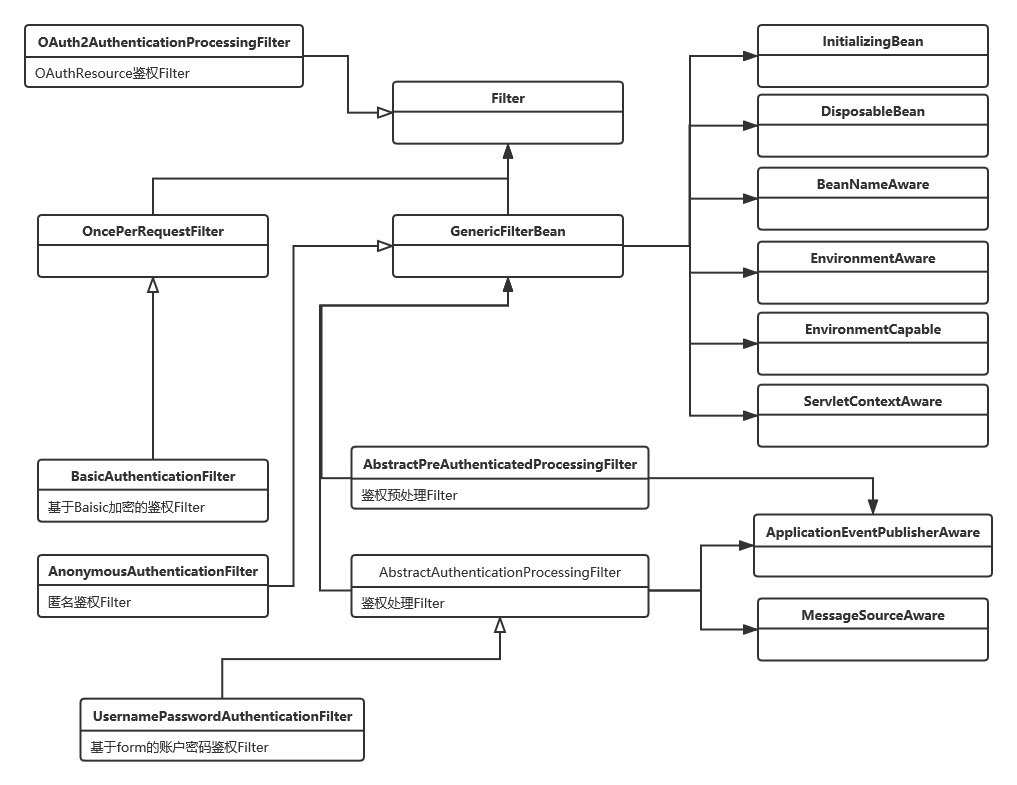 OAuth2AuthenticationProcessingFilter
OAuthResource鉴权Filter
Filter
OncePerRequestFilter
GenericFilterBean
InitializingBean
DisposableBean
BeanNameAware
EnvironmentAware
EnvironmentCapable
ServletContextAware
BasicAuthenticationFilter
基于Baisic加密的鉴权Filter
AbstractPreAuthenticatedProcessingFilter
鉴权预处理Filter
ApplicationEventPublisherAware
AnonymousAuthenticationFilter
匿名鉴权Filter
AbstractAuthenticationProcessingFilter
鉴权处理Filter
MessageSourceAware
UsernamePasswordAuthenticationFilter
基于form的账户密码鉴权Filter